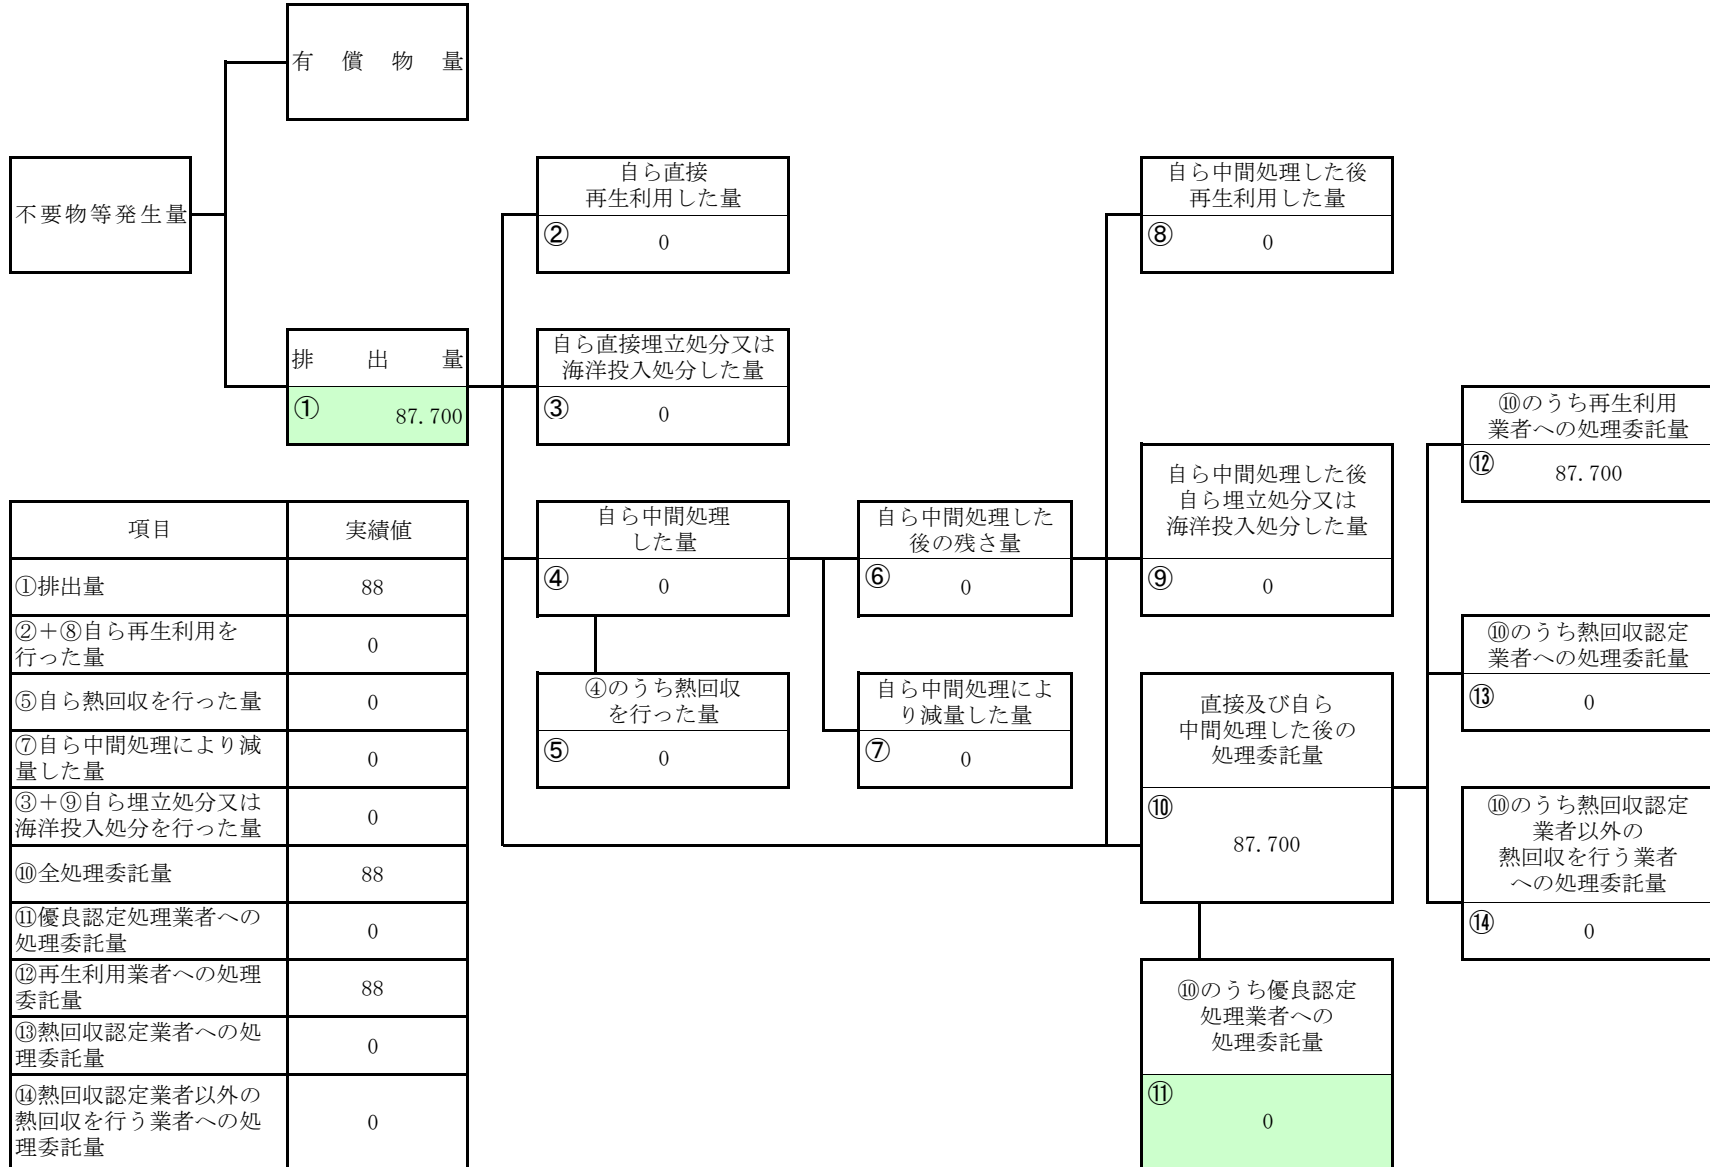 有償物量
不要物等発生量
排出量
① 87.700
自ら直接
再生利用した量
② 0
自ら直接埋立処分又は
海洋投入処分した量
③ 0
自ら中間処理
した量
④ 0
④のうち熱回収
を行った量
⑤ 0
自ら中間処理した
後の残さ量
⑥ 0
自ら中間処理によ
り減量した量
⑦ 0
自ら中間処理した後
再生利用した量
⑧ 0
自ら中間処理した後
自ら埋立処分又は
海洋投入処分した量
⑨ 0
直接及び自ら
中間処理した後の
処理委託量
⑩
87.700
⑩のうち優良認定
処理業者への
処理委託量
⑪
0
⑩のうち再生利用
業者への処理委託量
⑫ 87.700
⑩のうち熱回収認定
業者への処理委託量
⑬ 0
⑩のうち熱回収認定
業者以外の
熱回収を行う業者
への処理委託量
⑭ 0
項目 実績値
①排出量 88
②＋⑧自ら再生利用を
行った量 0
⑤自ら熱回収を行った量 0
⑦自ら中間処理により減
量した量 0
③＋⑨自ら埋立処分又は
海洋投入処分を行った量 0
⑩全処理委託量 88
⑪優良認定処理業者への
処理委託量 0
⑫再生利用業者への処理
委託量 88
⑬熱回収認定業者への処
理委託量 0
⑭熱回収認定業者以外の
熱回収を行う業者への処
理委託量 0